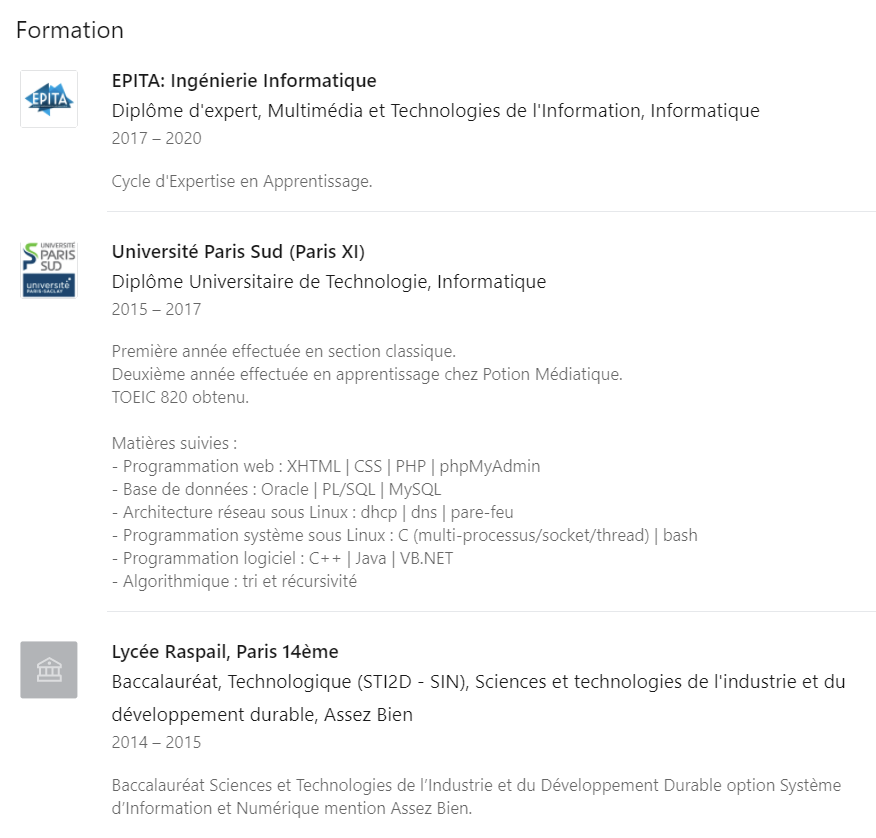 Formation
EPITA
EPITA: Ingénierie Informatique
Diplôme d'expert, Multimédia et Technologies de l'Information, Informatique
2017 – 2020
Cycle d'Expertise en Apprentissage.
UNIVERSITÉ
PARIS
SUD
université
PARIS-SACLAY
Université Paris Sud (Paris XI)
Diplôme Universitaire de Technologie, Informatique
2015 – 2017
Première année effectuée en section classique.
Deuxième année effectuée en apprentissage chez Potion Médiatique.
TOEIC 820 obtenu.
Matières suivies :
- Programmation web : XHTML | CSS | PHP | phpMyAdmin
- Base de données : Oracle | PL/SQL | MySQL
- Architecture réseau sous Linux : dhcp | dns | pare-feu
- Programmation système sous Linux : C (multi-processus/socket/thread) | bash
- Programmation logiciel : C++ | Java | VB.NET
- Algorithmique : tri et récursivité
Lycée Raspail, Paris 14ème
Baccalauréat, Technologique (STI2D - SIN), Sciences et technologies de l'industrie et du
développement durable, Assez Bien
2014 – 2015
Baccalauréat Sciences et Technologies de l’Industrie et du Développement Durable option Système
d’Information et Numérique mention Assez Bien.